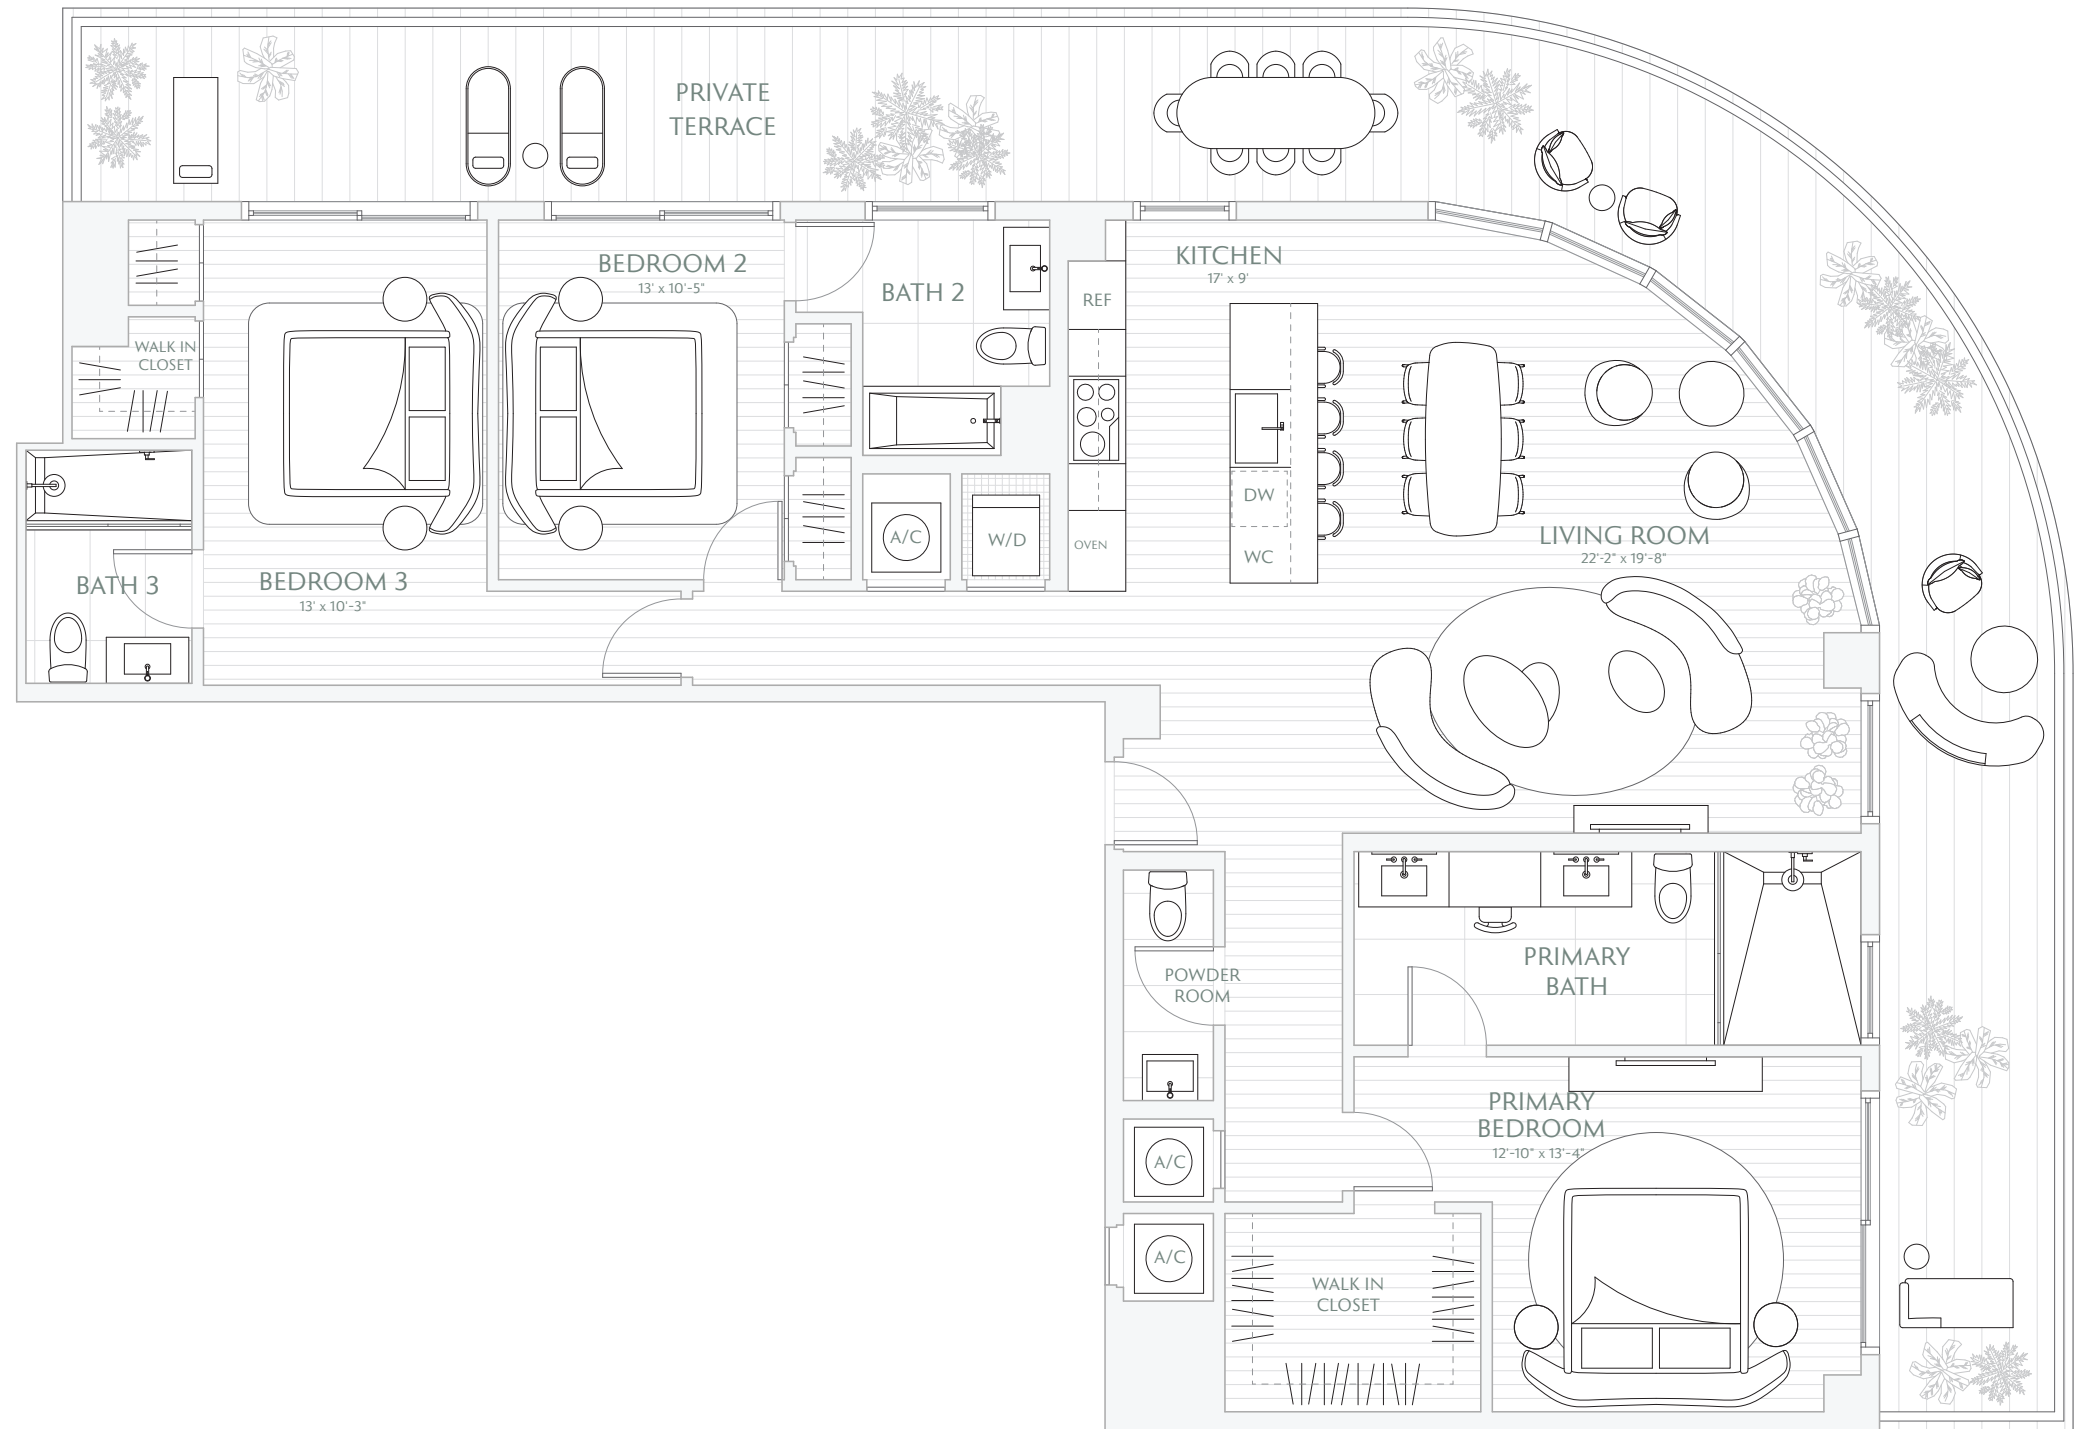 PRIVATE
TERRACE
KITCHEN
17' x 9'
BEDROOM 2
13' x 10'-5"
BATH 2
REF
WALK IN
CLOSET
DW
WC
A/C
W/D
OVEN
LIVING ROOM
22'-2" x 19'-8"
BATH 3
BEDROOM 3
13' x 10'-3"
POWDER
ROOM
PRIMARY
BATH
PRIMARY
BEDROOM
12'-10" x 13'-4"
A/C
A/C
WALK IN
CLOSET